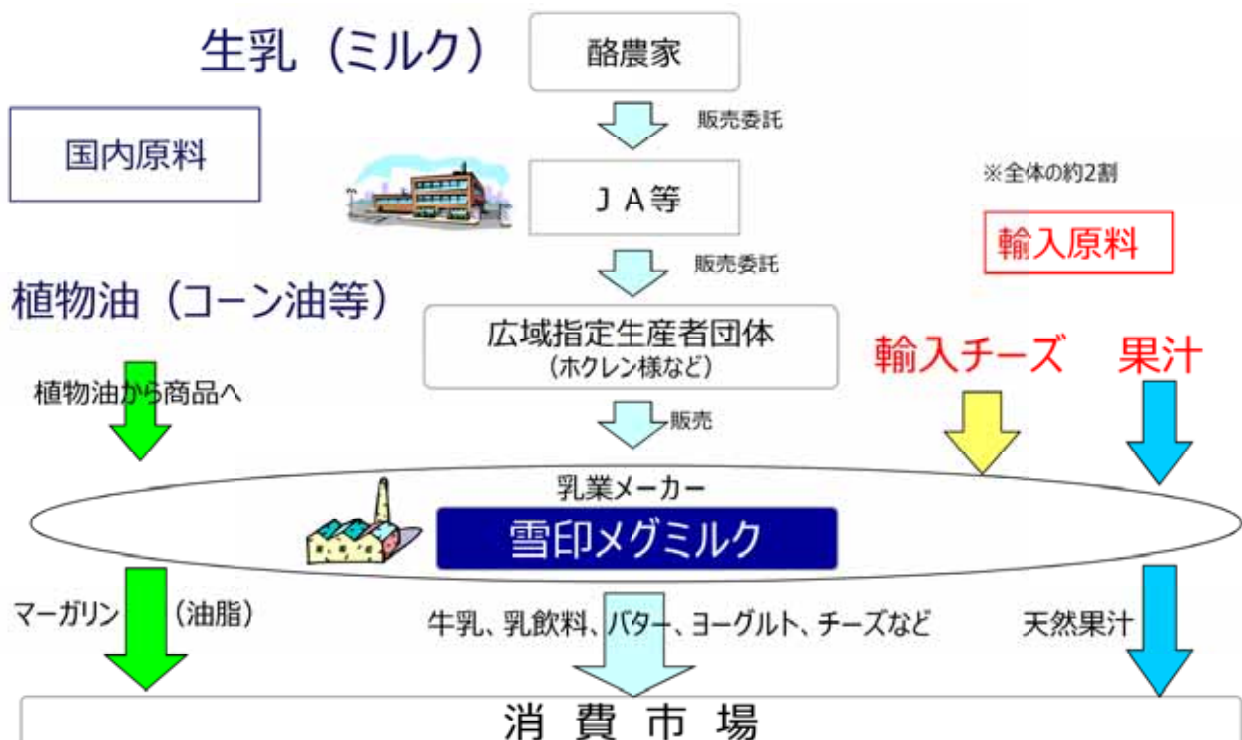 生乳（ミルク）
酪農家
販売委託
国内原料
ＪＡ等
※全体の約2割
輸入原料
販売委託
植物油（コーン油等）
広域指定生産者団体
（ホクレン様など）
輸入チーズ
果汁
植物油から商品へ
販売
乳業メーカー
雪印メグミルク
マーガリン
（油脂）
牛乳、乳飲料、バター、ヨーグルト、チーズなど
天然果汁
消費市場